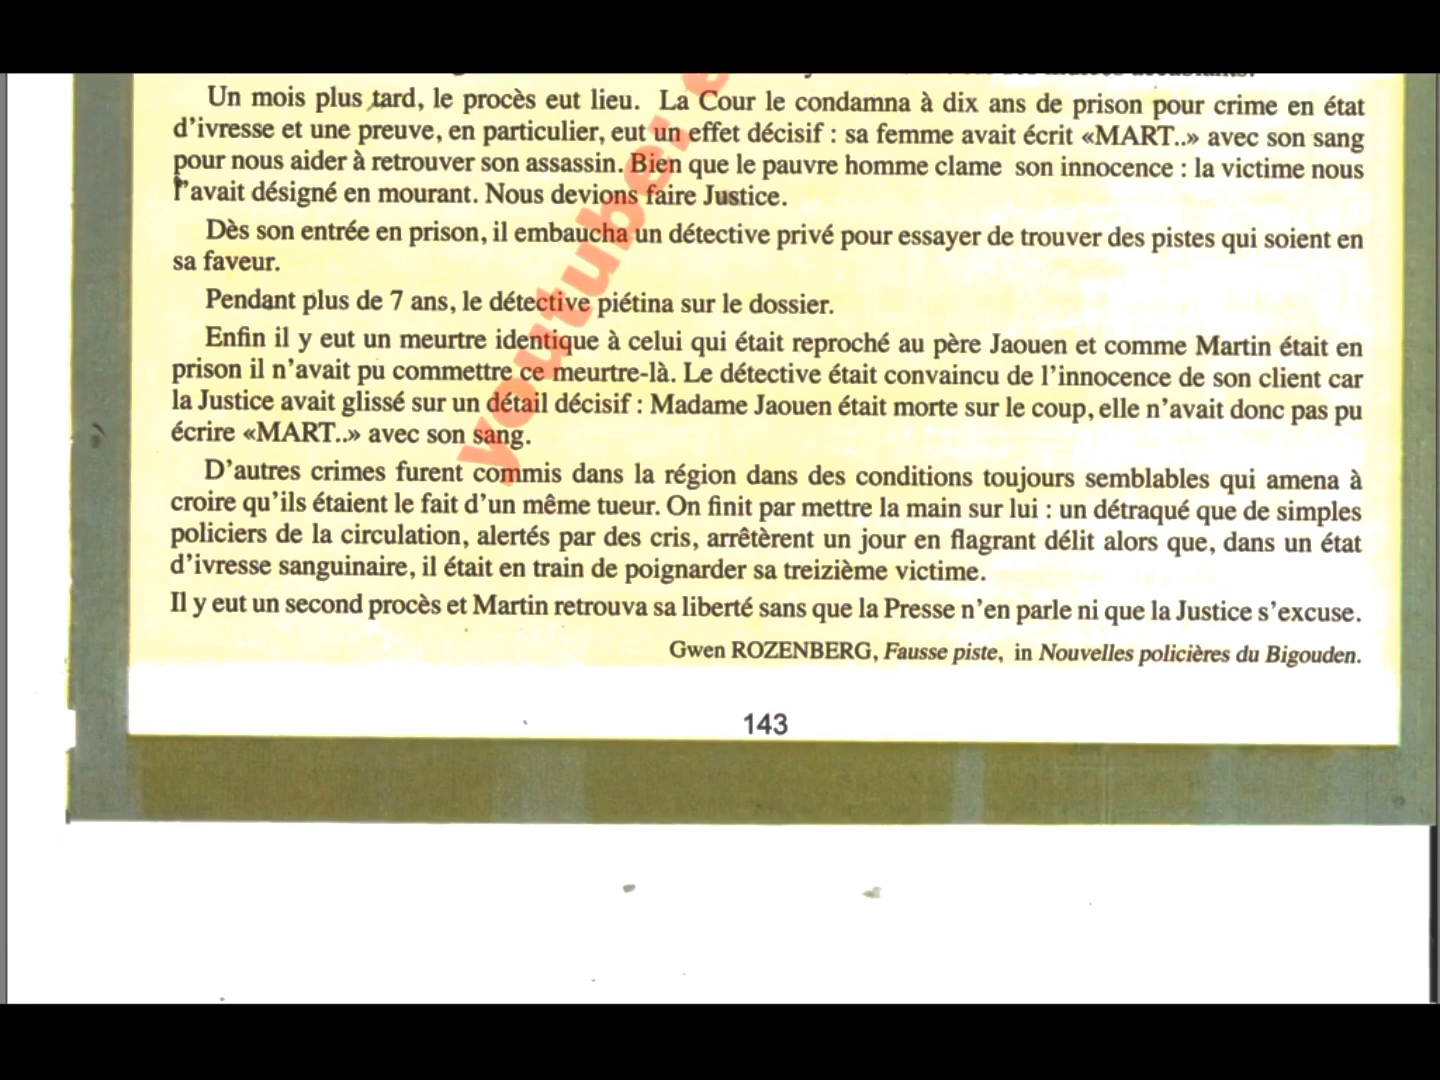 Un mois plus tard, le procès eut lieu. La Cour le condamna à dix ans de prison pour crime en état
d'ivresse et une preuve, en particulier, eut un effet décisif : sa femme avait écrit «MART..» avec son sang
pour nous aider à retrouver son assassin. Bien que le pauvre homme clame son innocence : la victime nous
l'avait désigné en mourant. Nous devions faire Justice.
Dès son entrée en prison, il embaucha un détective privé pour essayer de trouver des pistes qui soient en
sa faveur.
Pendant plus de 7 ans, le détective piétina sur le dossier.
Enfin il y eut un meurtre identique à celui qui était reproché au père Jaouen et comme Martin était en
prison il n'avait pu commettre ce meurtre-là. Le détective était convaincu de l'innocence de son client car
la Justice avait glissé sur un détail décisif : Madame Jaouen était morte sur le coup, elle n'avait donc pas pu
écrire «MART..» avec son sang.
D'autres crimes furent commis dans la région dans des conditions toujours semblables qui amena à
croire qu'ils étaient le fait d'un même tueur. On finit par mettre la main sur lui : un détraqué que de simples
policiers de la circulation, alertés par des cris, arrêtèrent un jour en flagrant délit alors que, dans un état
d'ivresse sanguinaire, il était en train de poignarder sa treizième victime.
Il y eut un second procès et Martin retrouva sa liberté sans que la Presse n'en parle ni que la Justice s'excuse.
Gwen ROZENBERG, Fausse piste, in Nouvelles policières du Bigouden.
143
youtube: